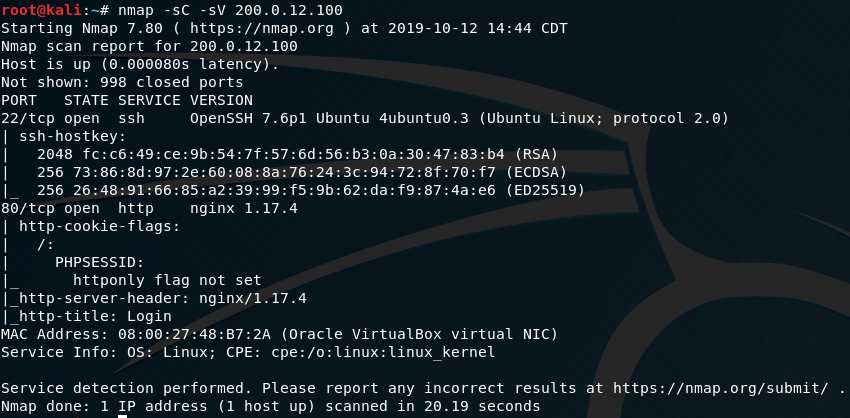 root@kali:~# nmap -sC -sV 200.0.12.100
Starting Nmap 7.80 ( https://nmap.org ) at 2019-10-12 14:44 CDT
Nmap scan report for 200.0.12.100
Host is up (0.000080s latency).
Not shown: 998 closed ports
PORT   STATE SERVICE VERSION
22/tcp open  ssh     OpenSSH 7.6p1 Ubuntu 4ubuntu0.3 (Ubuntu Linux; protocol 2.0)
| ssh-hostkey:
|   2048 fc:c6:49:ce:9b:54:7f:57:6d:56:b3:0a:30:47:83:b4 (RSA)
|   256 73:86:8d:97:2e:60:08:8a:76:24:3c:94:72:8f:70:f7 (ECDSA)
|_  256 26:48:91:66:85:a2:39:99:f5:9b:62:da:f9:87:4a:e6 (ED25519)
80/tcp open  http    nginx 1.17.4
| http-cookie-flags:
|   /:
|     PHPSESSID:
|_      httponly flag not set
|_http-server-header: nginx/1.17.4
|_http-title: Login
MAC Address: 08:00:27:48:B7:2A (Oracle VirtualBox virtual NIC)
Service Info: OS: Linux; CPE: cpe:/o:linux:linux_kernel

Service detection performed. Please report any incorrect results at https://nmap.org/submit/ .
Nmap done: 1 IP address (1 host up) scanned in 20.19 seconds